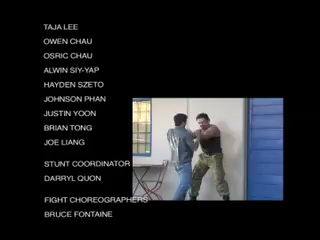 TAJA LEE
OWEN CHAU
OSRIC CHAU
ALWIN SIY-YAP
HAYDEN SZETO
JOHNSON PHAN
JUSTIN YOON
BRIAN TONG
JOE LIANG
STUNT COORDINATOR
DARRYL QUON
FIGHT CHOREOGRAPHERS
BRUCE FONTAINE